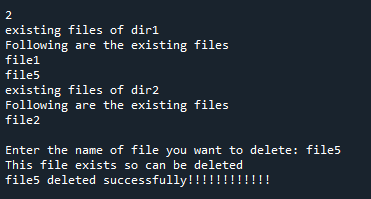 2
existing files of dir1
Following are the existing files
file1
file5
existing files of dir2
Following are the existing files
file2
Enter the name of file you want to delete: file5
This file exists so can be deleted
file5 deleted successfully!!!!!!!!!!!!